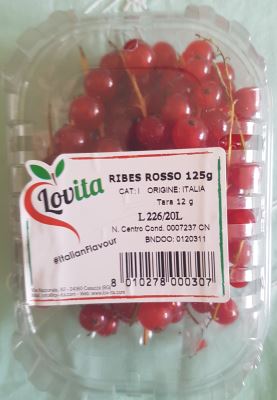 Lovita
RIBES ROSSO 125g
CAT: I ORIGINE: ITALIA
Tara 12 g
L 226/20L
N. Centro Cond. 0007237 CN
BNDOO: 0120311
#ItalianFlavour
8 010278 000307